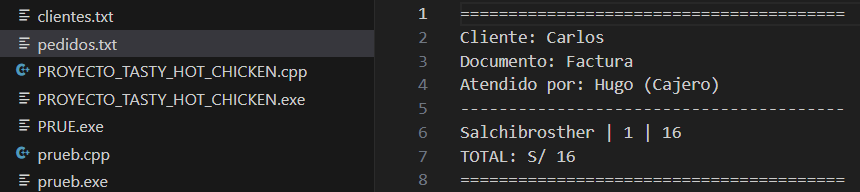 clientes.txt
pedidos.txt
PROYECTO_TASTY_HOT_CHICKEN.cpp
PROYECTO_TASTY_HOT_CHICKEN.exe
PRUE.exe
prueb.cpp
prueb.exe
1 ========================================
2 Cliente: Carlos
3 Documento: Factura
4 Atendido por: Hugo (Cajero)
5 ----------------------------------------
6 Salchibrosther | 1 | 16
7 TOTAL: S/ 16
8 ========================================